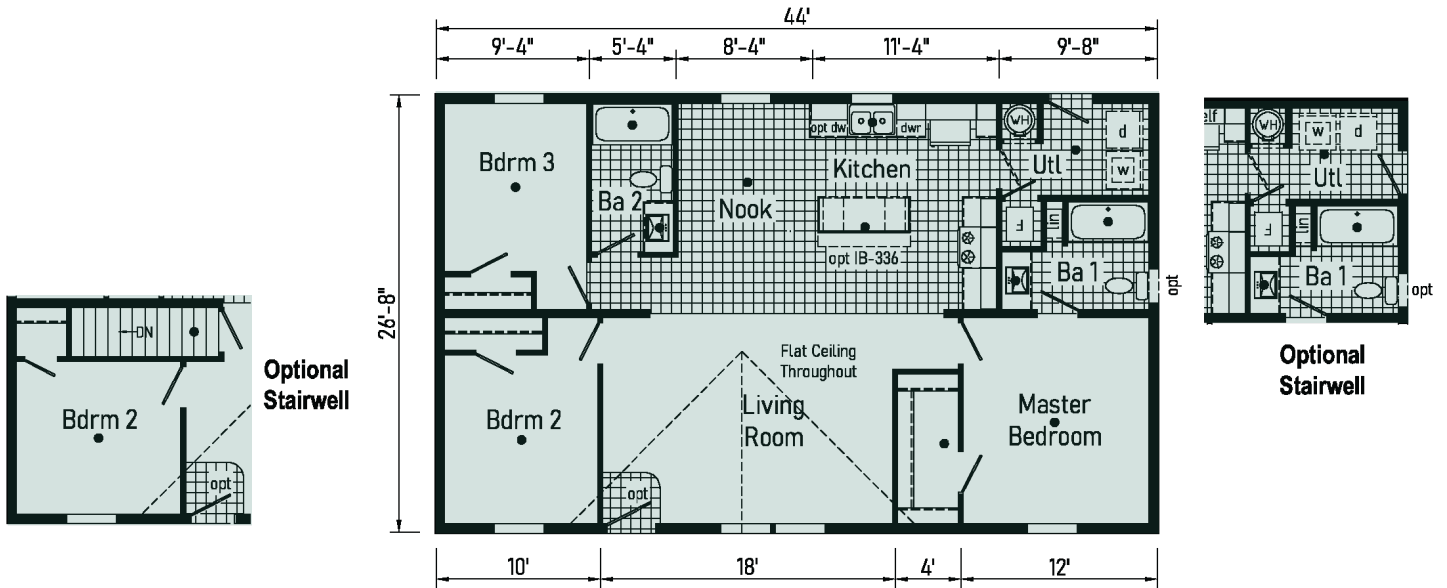 44'
9'-4" 5'-4" 8'-4" 11'-4" 9'-8"
26'-8"
Bdrm 3
Ba 2
Nook
opt dw
dwr
Kitchen
opt IB-336
WH
Utl
d
w
F
lin
Ba 1
opt
Bdrm 2
opt
Flat Ceiling
Throughout
Living
Room
Master
Bedroom
10' 18' 4' 12'
DN
Bdrm 2
opt
Optional
Stairwell
elf
WH
w
d
Utl
F
lin
Ba 1
opt
Optional
Stairwell